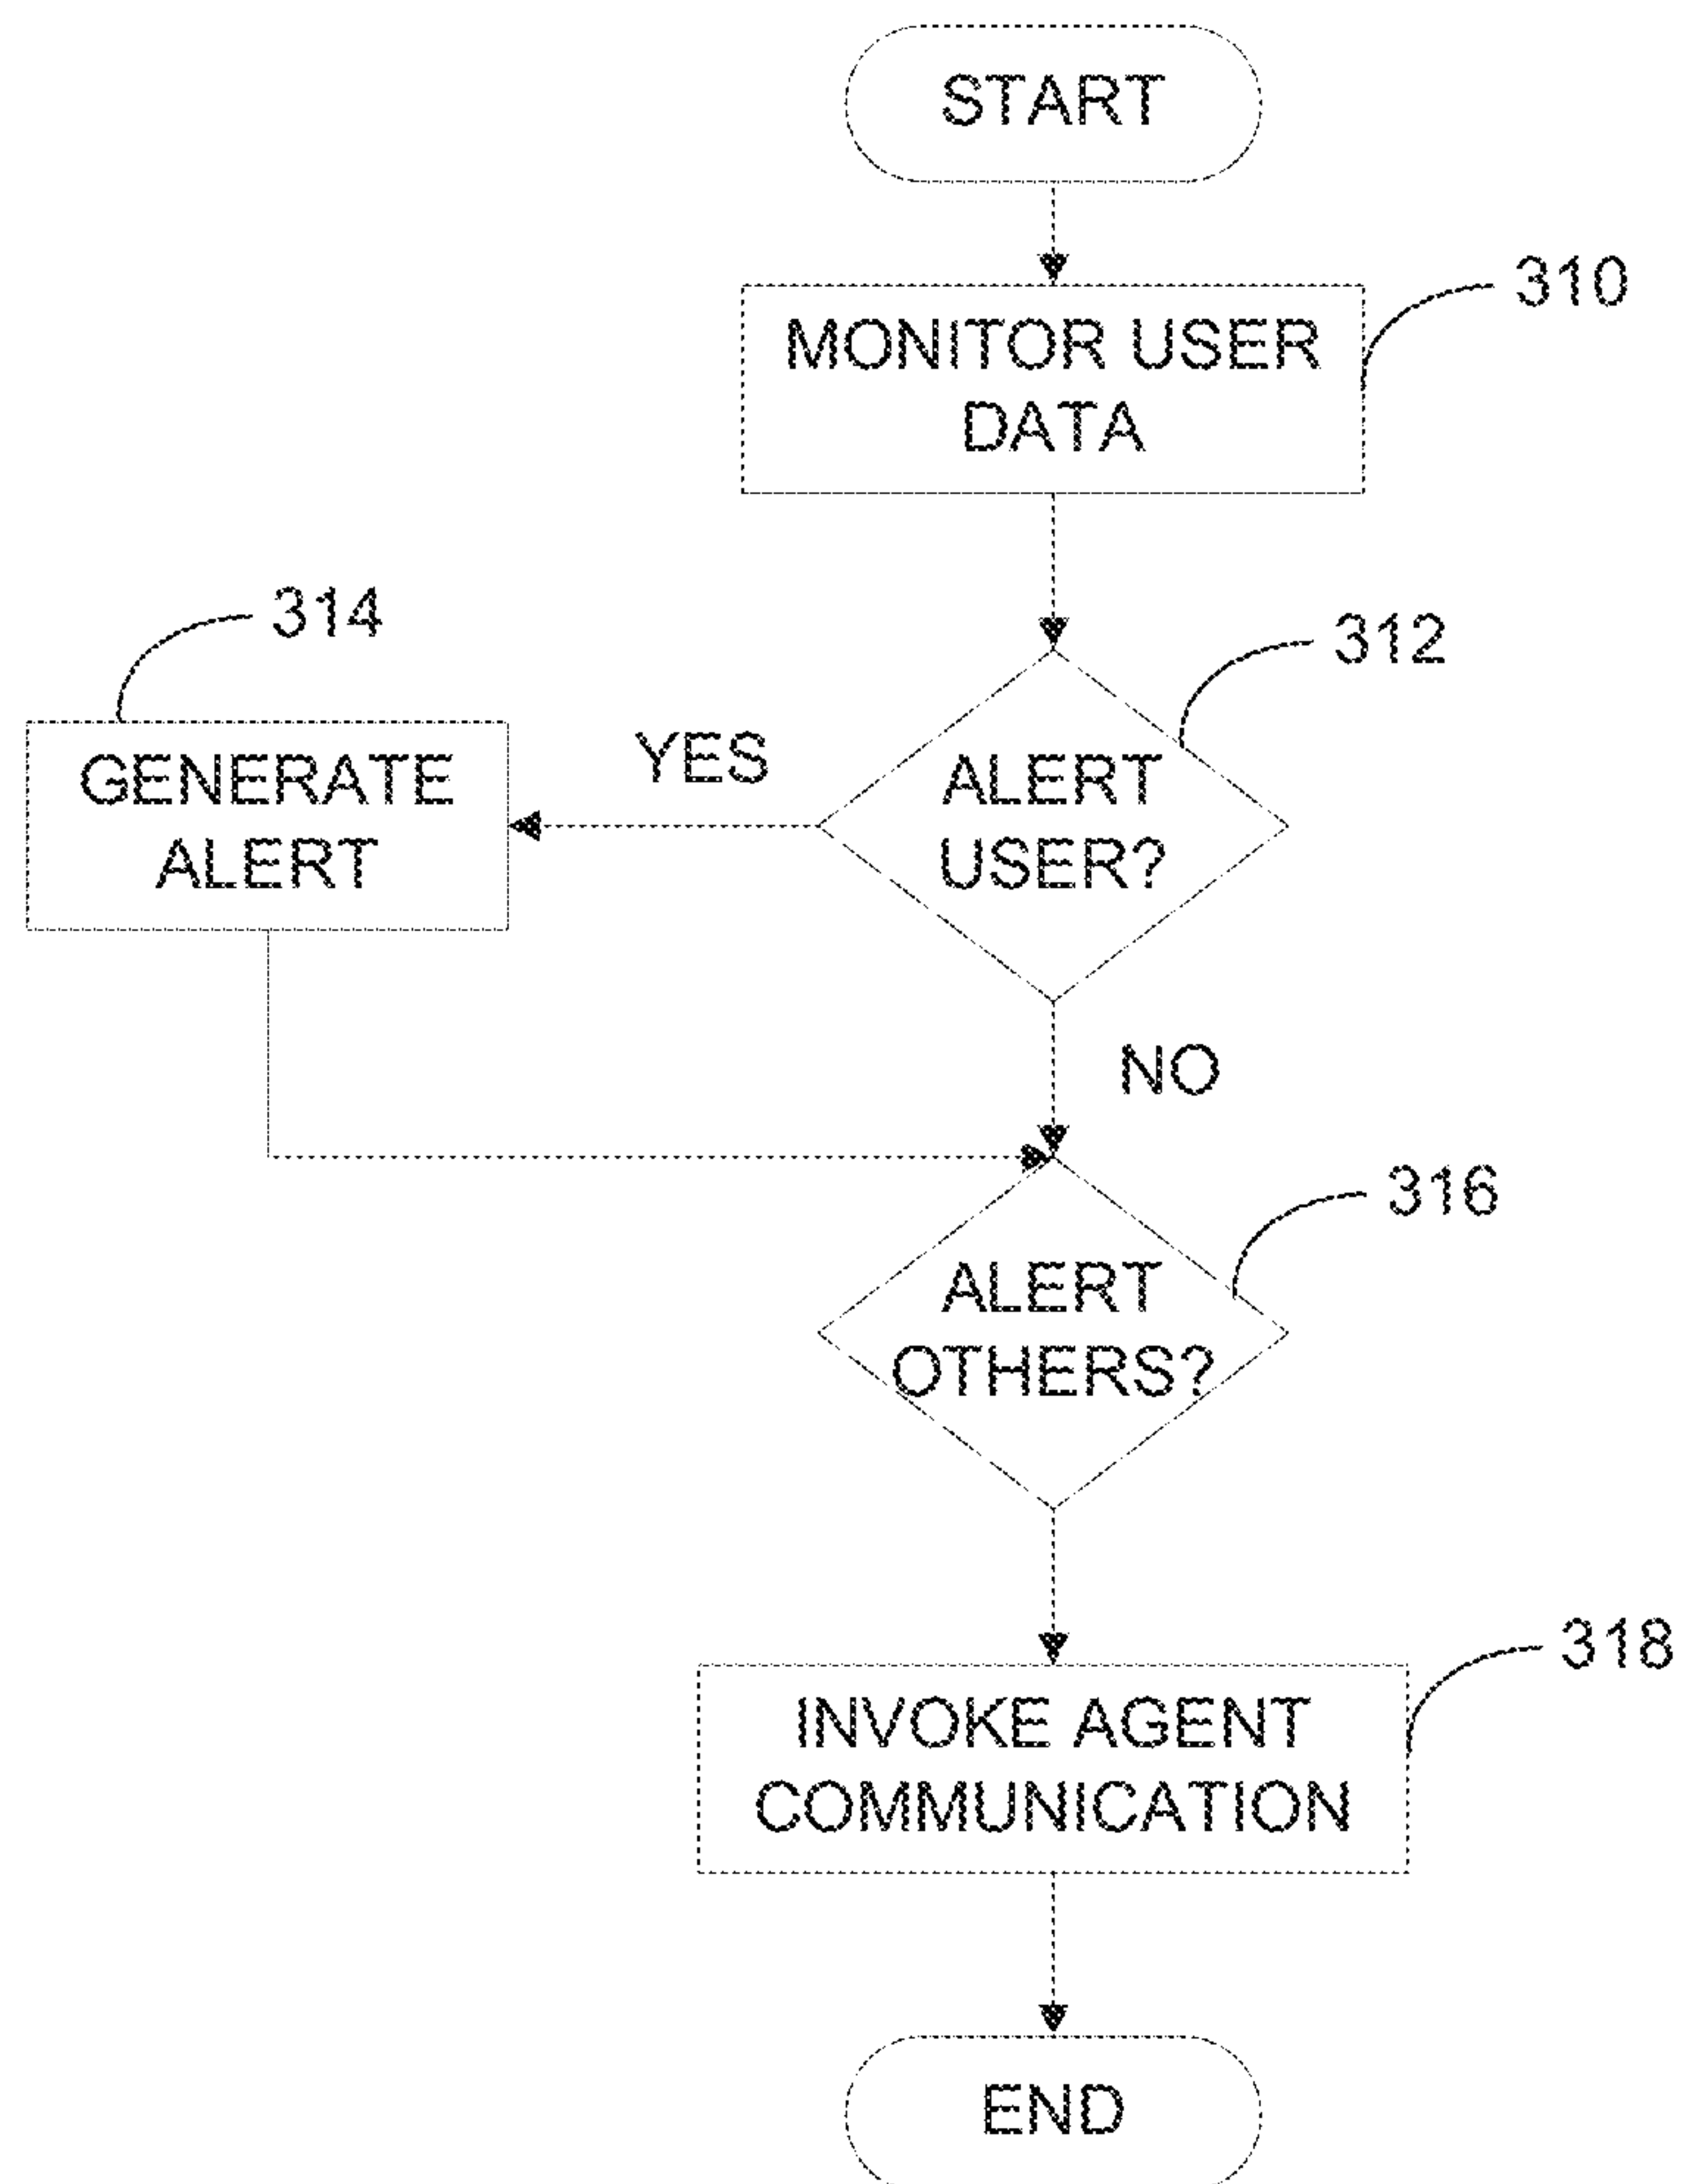 START
310
MONITOR USER
DATA
314
312
GENERATE
ALERT
YES
ALERT
USER?
NO
316
ALERT
OTHERS?
318
INVOKE AGENT
COMMUNICATION
END